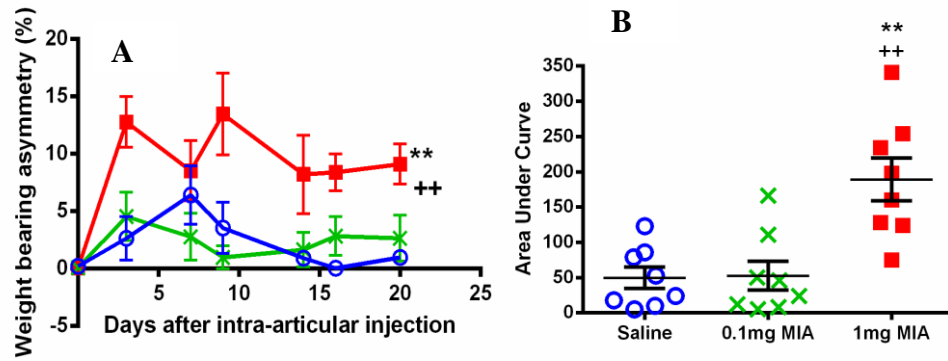 A
Weight bearing asymmetry (%)
20
15
10
5
0
-5
5
10
15
20
25
**
++
Days after intra-articular injection
B
**
++
Area Under Curve
350
300
250
200
150
100
50
0
Saline
0.1mg MIA
1mg MIA